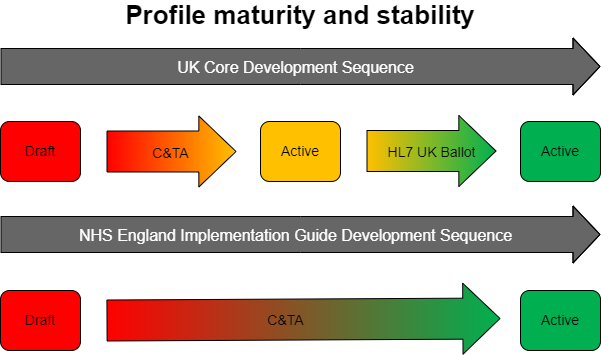 Profile maturity and stability
UK Core Development Sequence
Draft
C&TA
Active
HL7 UK Ballot
Active
NHS England Implementation Guide Development Sequence
Draft
C&TA
Active